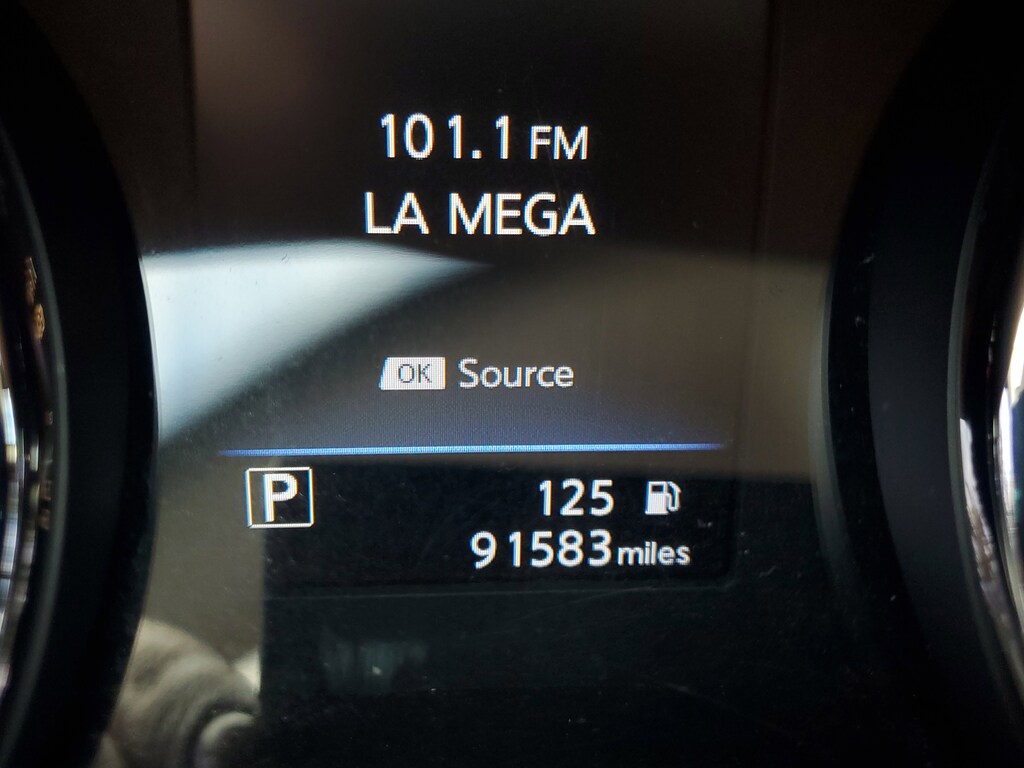 101.1 FM
LA MEGA
OK Source
P 125
91583 miles